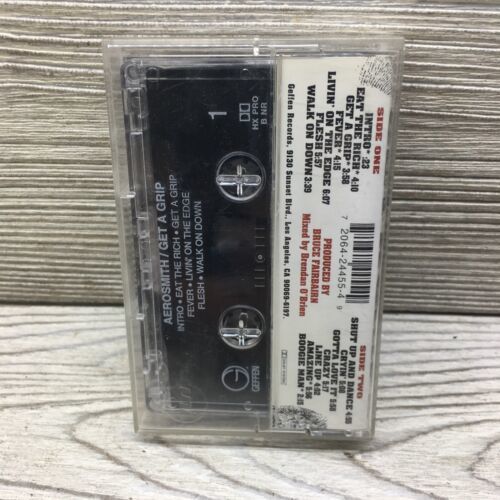 AEROSMITH / GET A GRIP
INTRO • EAT THE RICH • GET A GRIP
FEVER • LIVIN' ON THE EDGE
FLESH • WALK ON DOWN
1
HX PRO
B NR
GEFFEN
SIDE ONE
INTRO* :23
EAT THE RICH* 4:10
GET A GRIP* 3:58
FEVER* 4:15
LIVIN' ON THE EDGE 6:07
FLESH 5:57
WALK ON DOWN 3:39
Geffen Records, 9130 Sunset Blvd., Los Angeles, CA 90069-6197.
PRODUCED BY
BRUCE FAIRBAIRN
Mixed by Brendan O'Brien
7 2064-24455-4 9
SIDE TWO
SHUT UP AND DANCE 4:55
CRYIN' 5:08
GOTTA LOVE IT 5:58
CRAZY 5:17
LINE UP 4:02
AMAZING* 5:56
BOOGIE MAN* 2:15